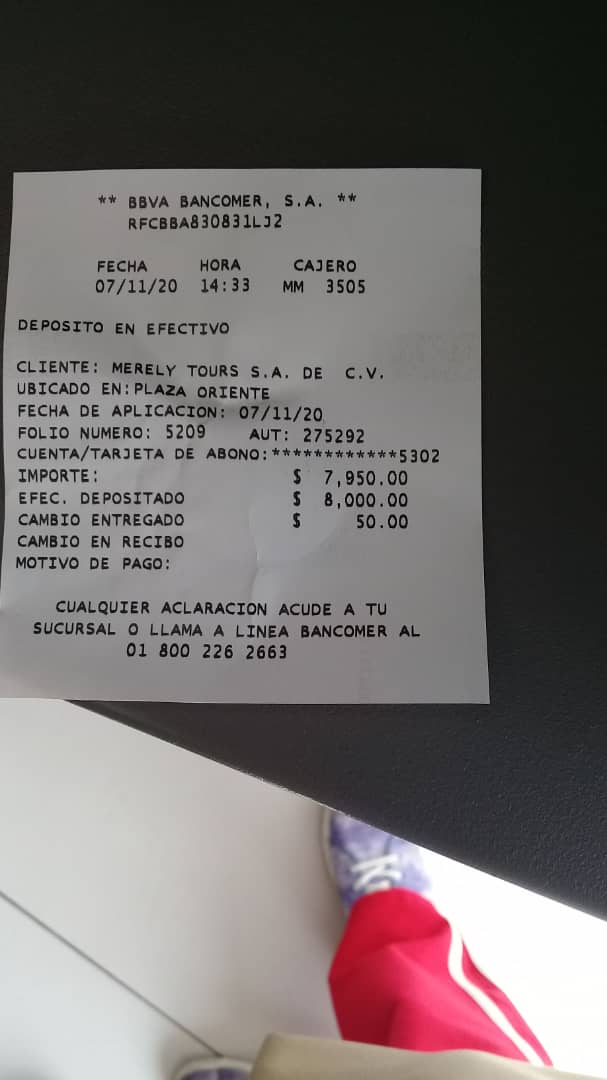 ** BBVA BANCOMER, S.A. **
RFCBBA830831LJ2
FECHA HORA CAJERO
07/11/20 14:33 MM 3505
DEPOSITO EN EFECTIVO
CLIENTE: MERELY TOURS S.A. DE C.V.
UBICADO EN:PLAZA ORIENTE
FECHA DE APLICACION: 07/11/20
FOLIO NUMERO: 5209 AUT: 275292
CUENTA/TARJETA DE ABONO:************5302
IMPORTE: $ 7,950.00
EFEC. DEPOSITADO $ 8,000.00
CAMBIO ENTREGADO $ 50.00
CAMBIO EN RECIBO
MOTIVO DE PAGO:
CUALQUIER ACLARACION ACUDE A TU
SUCURSAL O LLAMA A LINEA BANCOMER AL
01 800 226 2663